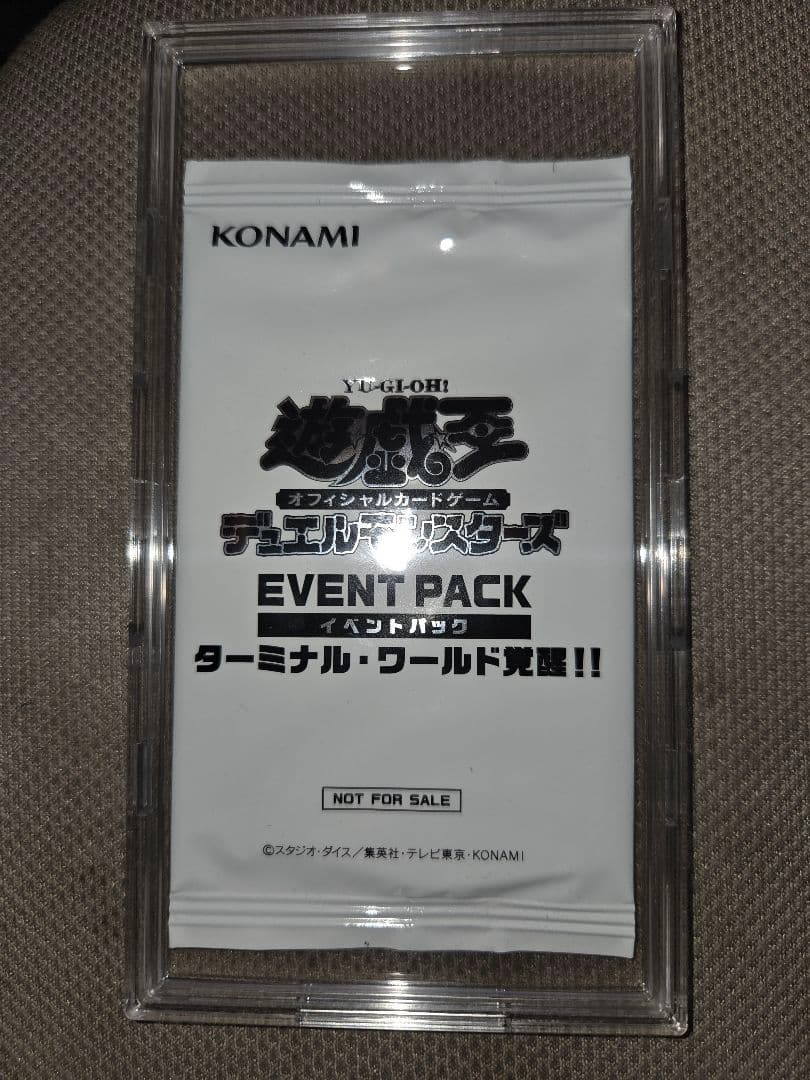 KONAMI
YU-GI-OH!
遊戯王
オフィシャルカードゲーム
デュエルモンスターズ
EVENT PACK
イベントパック
ターミナル・ワールド覚醒!!
NOT FOR SALE
©スタジオ・ダイス/集英社・テレビ東京・KONAMI